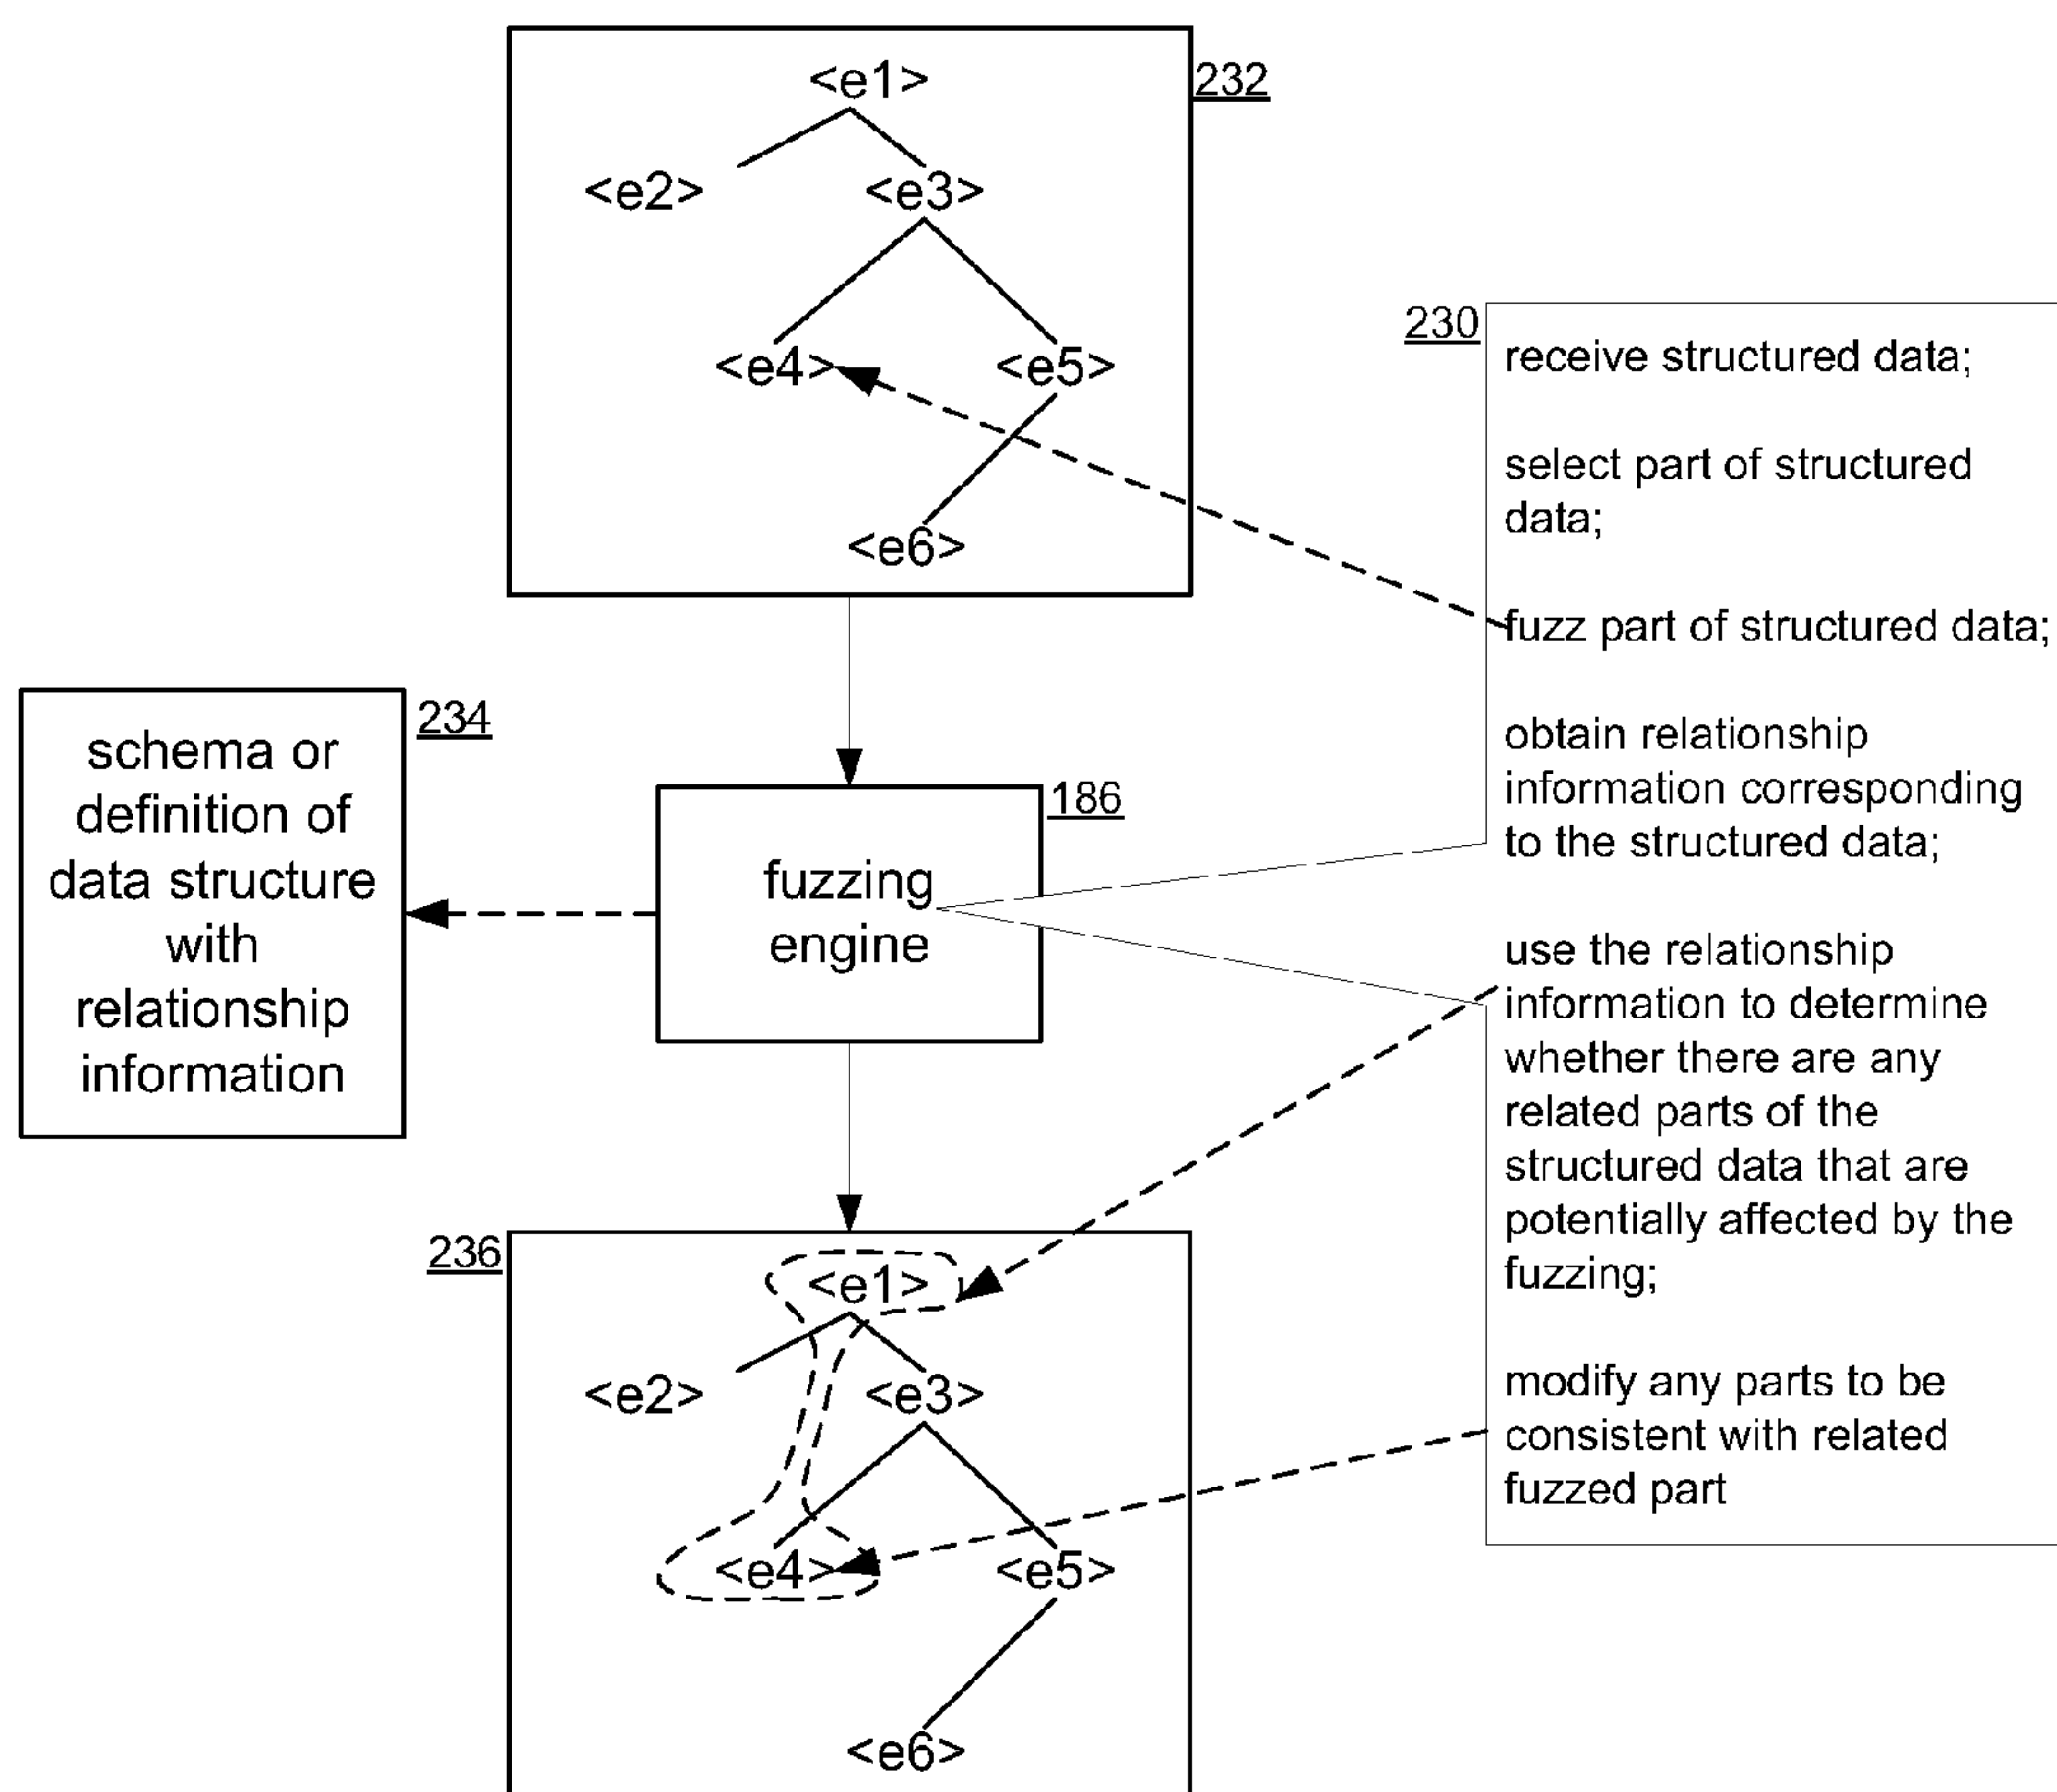 <e1>
232
<e2> <e3>
<e4> <e5>
<e6>
230
receive structured data;
select part of structured
data;
fuzz part of structured data;
obtain relationship
information corresponding
to the structured data;
use the relationship
information to determine
whether there are any
related parts of the
structured data that are
potentially affected by the
fuzzing;
modify any parts to be
consistent with related
fuzzed part
234
schema or
definition of
data structure
with
relationship
information
186
fuzzing
engine
236
<e1>
<e2> <e3>
<e4> <e5>
<e6>